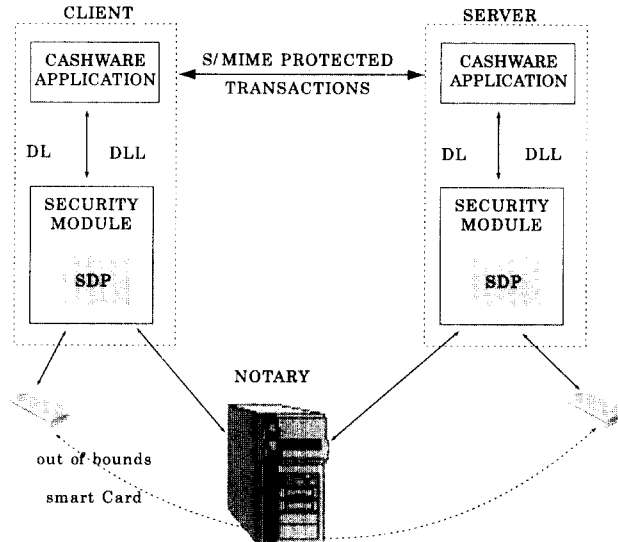 CLIENT
SERVER
CASHWARE
APPLICATION
S/MIME PROTECTED
TRANSACTIONS
CASHWARE
APPLICATION
DL DLL
DL DLL
SECURITY
MODULE
SDP
SECURITY
MODULE
SDP
NOTARY
out of bounds
smart Card